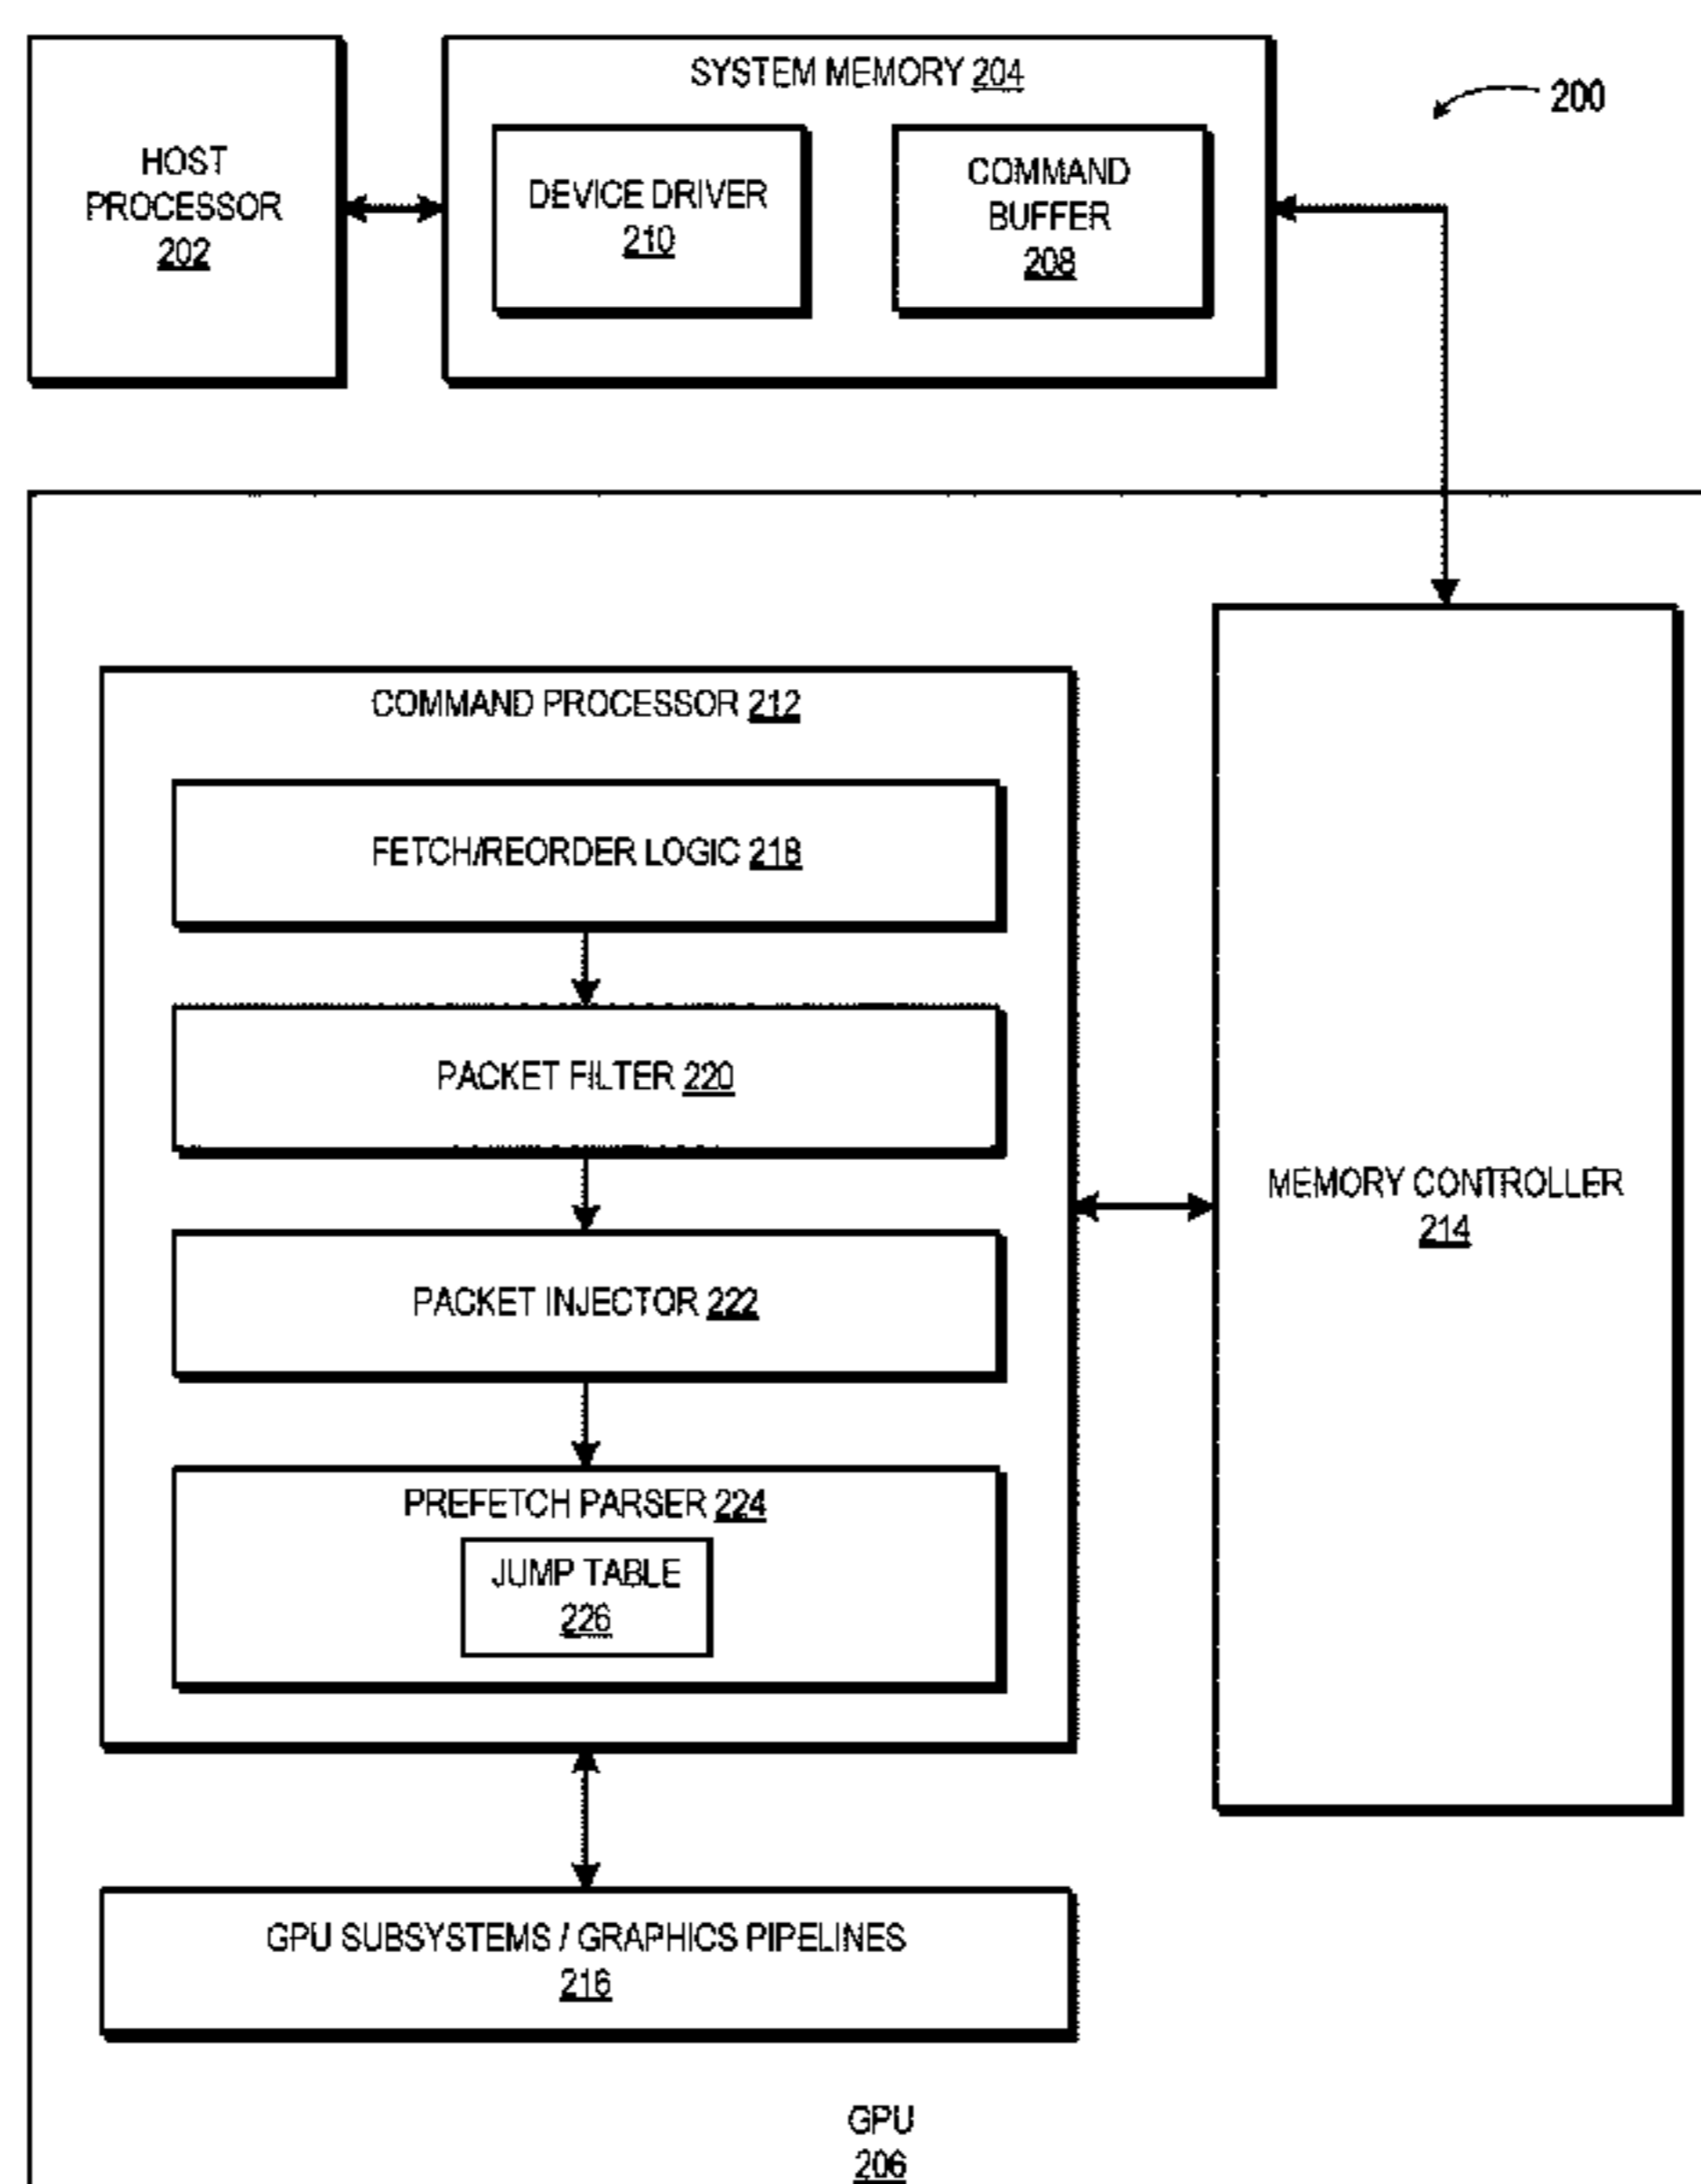 SYSTEM MEMORY 204
200
HOST
PROCESSOR
202
DEVICE DRIVER
210
COMMAND
BUFFER
208
COMMAND PROCESSOR 212
FETCH/REORDER LOGIC 218
PACKET FILTER 220
PACKET INJECTOR 222
PREFETCH PARSER 224
JUMP TABLE
226
MEMORY CONTROLLER
214
GPU SUBSYSTEMS / GRAPHICS PIPELINES
216
GPU
206